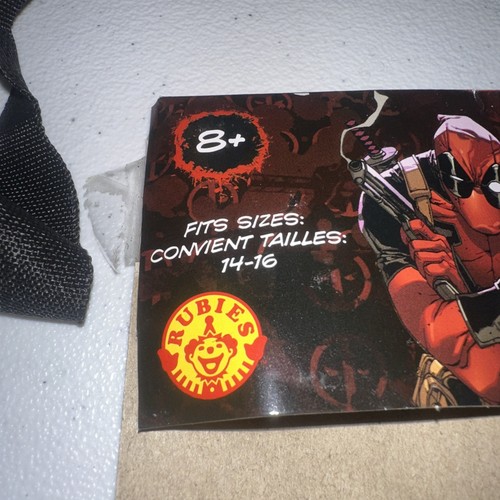 8+
FITS SIZES:
CONVIENT TAILLES:
14-16
RUBIES